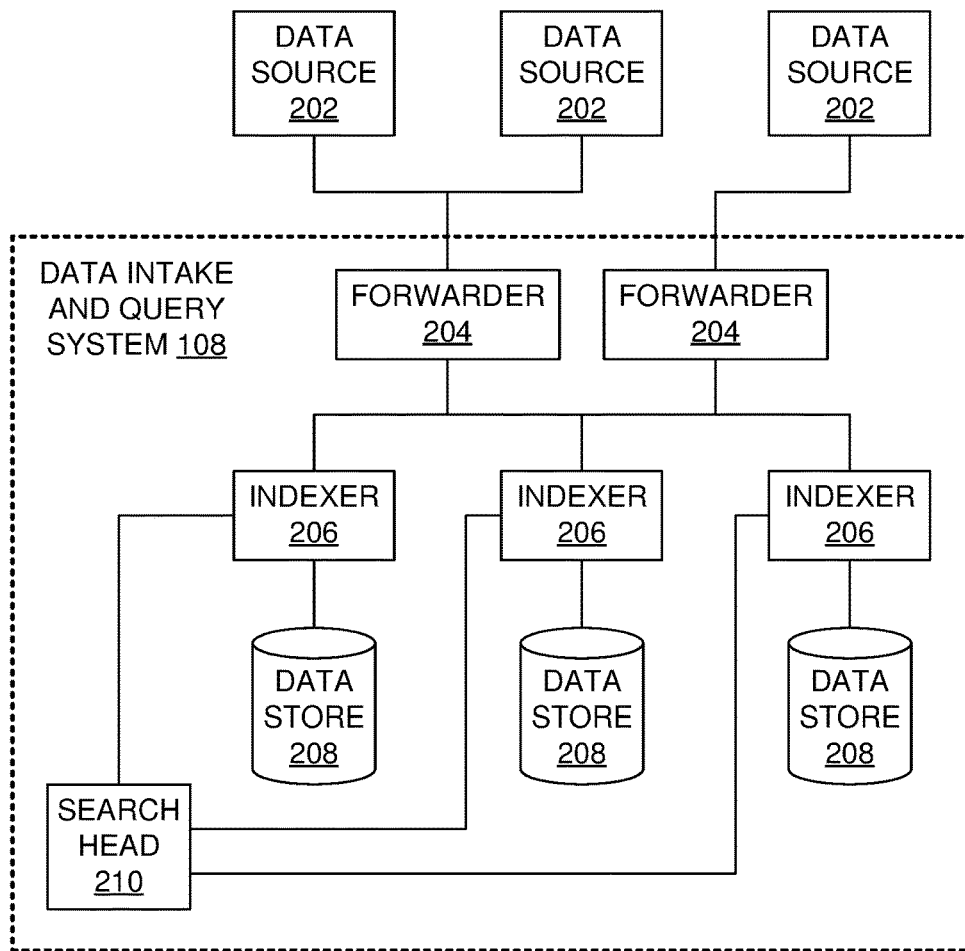 DATA
SOURCE
202
DATA
SOURCE
202
DATA
SOURCE
202
DATA INTAKE
AND QUERY
SYSTEM 108
FORWARDER
204
FORWARDER
204
INDEXER
206
INDEXER
206
INDEXER
206
DATA
STORE
208
DATA
STORE
208
DATA
STORE
208
SEARCH
HEAD
210